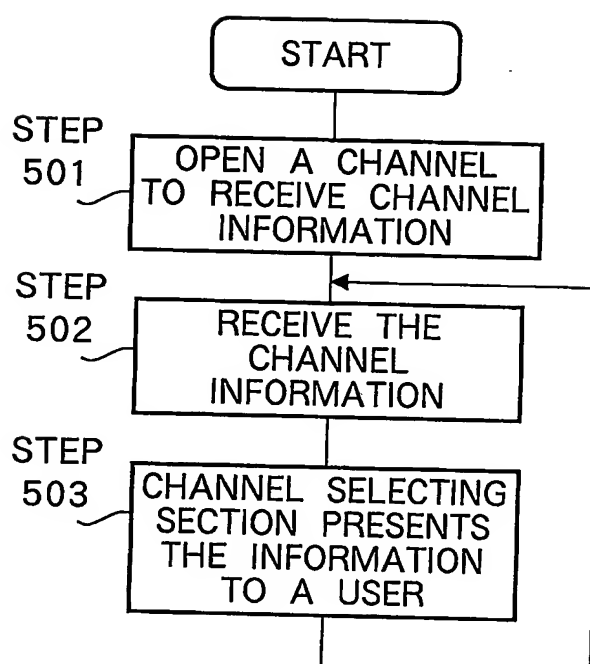 START
STEP
501
OPEN A CHANNEL
TO RECEIVE CHANNEL
INFORMATION
STEP
502
RECEIVE THE
CHANNEL
INFORMATION
STEP
503
CHANNEL SELECTING
SECTION PRESENTS
THE INFORMATION
TO A USER